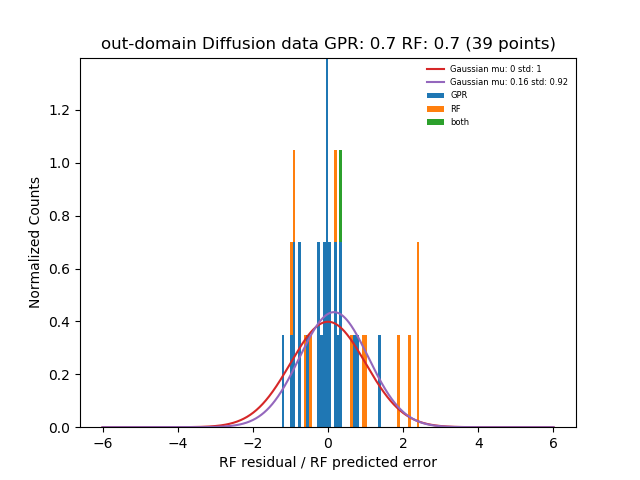 out-domain Diffusion data GPR: 0.7 RF: 0.7 (39 points)
Gaussian mu: 0 std: 1
Gaussian mu: 0.16 std: 0.92
GPR
RF
both
Normalized Counts
1.2
1.0
0.8
0.6
0.4
0.2
0.0
−6 −4 −2 0 2 4 6
RF residual / RF predicted error